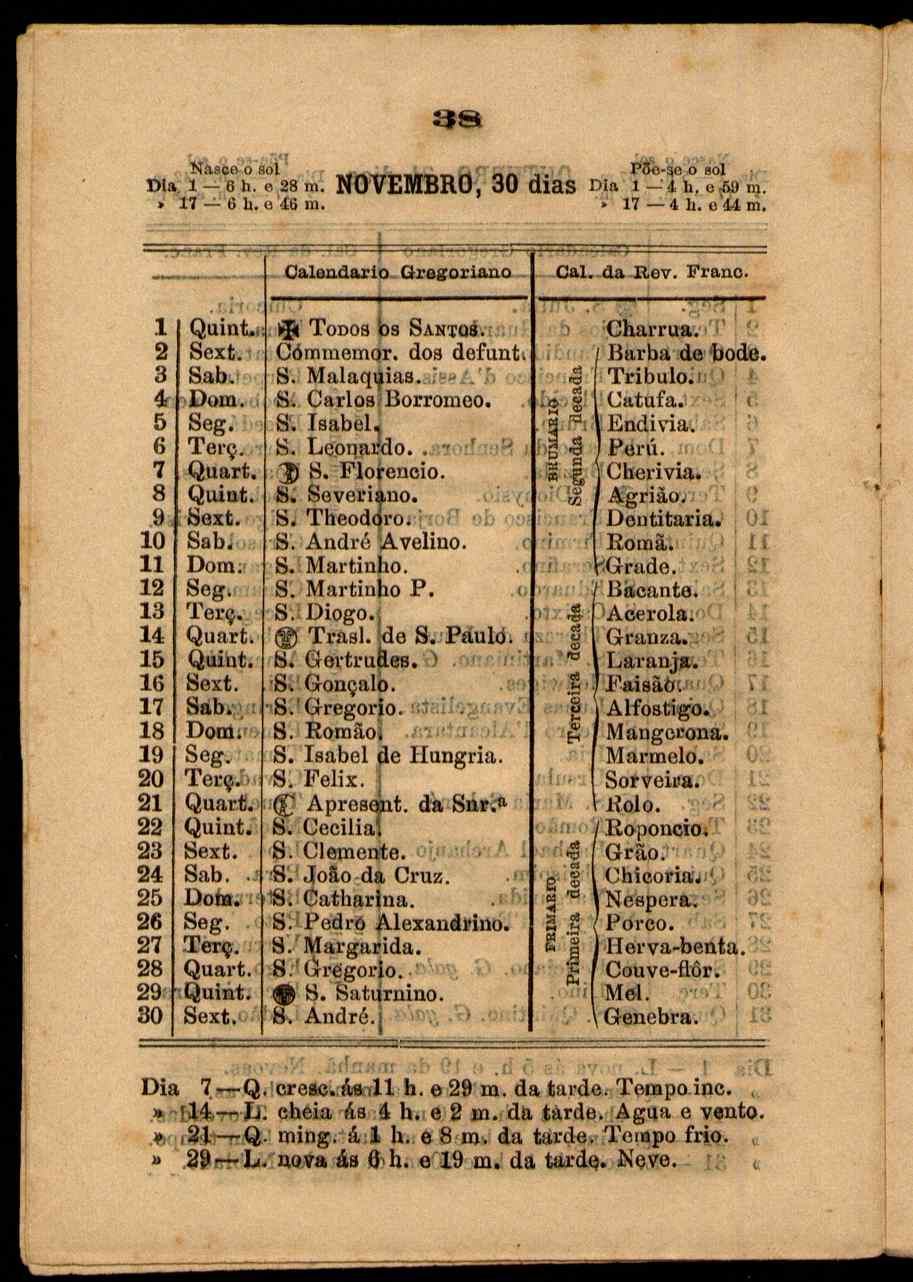 38
Nasce o sol
Dia 1 — 6 h. e 28 m.
» 17 — 6 h. e 46 m.
NOVEMBRO, 30 dias
Põe-se o sol
Dia 1 — 4 h. e 59 m.
» 17 — 4 h. e 44 m.
Calendario Gregoriano Cal. da Rev. Franc.
1 Quint. ✠ TODOS OS SANTOS. Charrua.
2 Sext. Commemor. dos defunt. Barba de bode.
3 Sab. S. Malaquias. Tribulo.
4 Dom. S. Carlos Borromeo. Catufa.
5 Seg. S. Isabel. Endivia.
6 Terç. S. Leonardo. Perú.
7 Quart. S. Florencio. Cherivia.
8 Quint. S. Severiano. Agrião.
9 Sext. S. Theodoro. Dentitaria.
10 Sab. S. André Avelino. Romã.
11 Dom. S. Martinho. Grade.
12 Seg. S. Martinho P. Bacante.
13 Terç. S. Diogo. Acerola.
14 Quart. Trasl. de S. Paulo. Granza.
15 Quint. S. Gertrudes. Laranja.
16 Sext. S. Gonçalo. Faisão.
17 Sab. S. Gregorio. Alfostigo.
18 Dom. S. Romão. Mangerona.
19 Seg. S. Isabel de Hungria. Marmelo.
20 Terç. S. Felix. Sorveira.
21 Quart. Apresent. da Snr.ª Rolo.
22 Quint. S. Cecilia. Roponcio.
23 Sext. S. Clemente. Grão.
24 Sab. S. João da Cruz. Chicoria.
25 Dom. S. Catharina. Nespera.
26 Seg. S. Pedro Alexandrino. Porco.
27 Terç. S. Margarida. Herva-benta.
28 Quart. S. Gregorio. Couve-flôr.
29 Quint. S. Saturnino. Mel.
30 Sext. S. André. Genebra.
BRUMARIO
Segunda decada
Terceira decada
FRIMARIO
Primeira decada
Dia 7 — Q. cresc. ás 11 h. e 29 m. da tarde. Tempo inc.
» 14 — L. cheia ás 4 h. e 2 m. da tarde. Agua e vento.
» 21 — Q. ming. á 1 h. e 8 m. da tarde. Tempo frio.
» 29 — L. nova ás 6 h. e 19 m. da tarde. Neve.